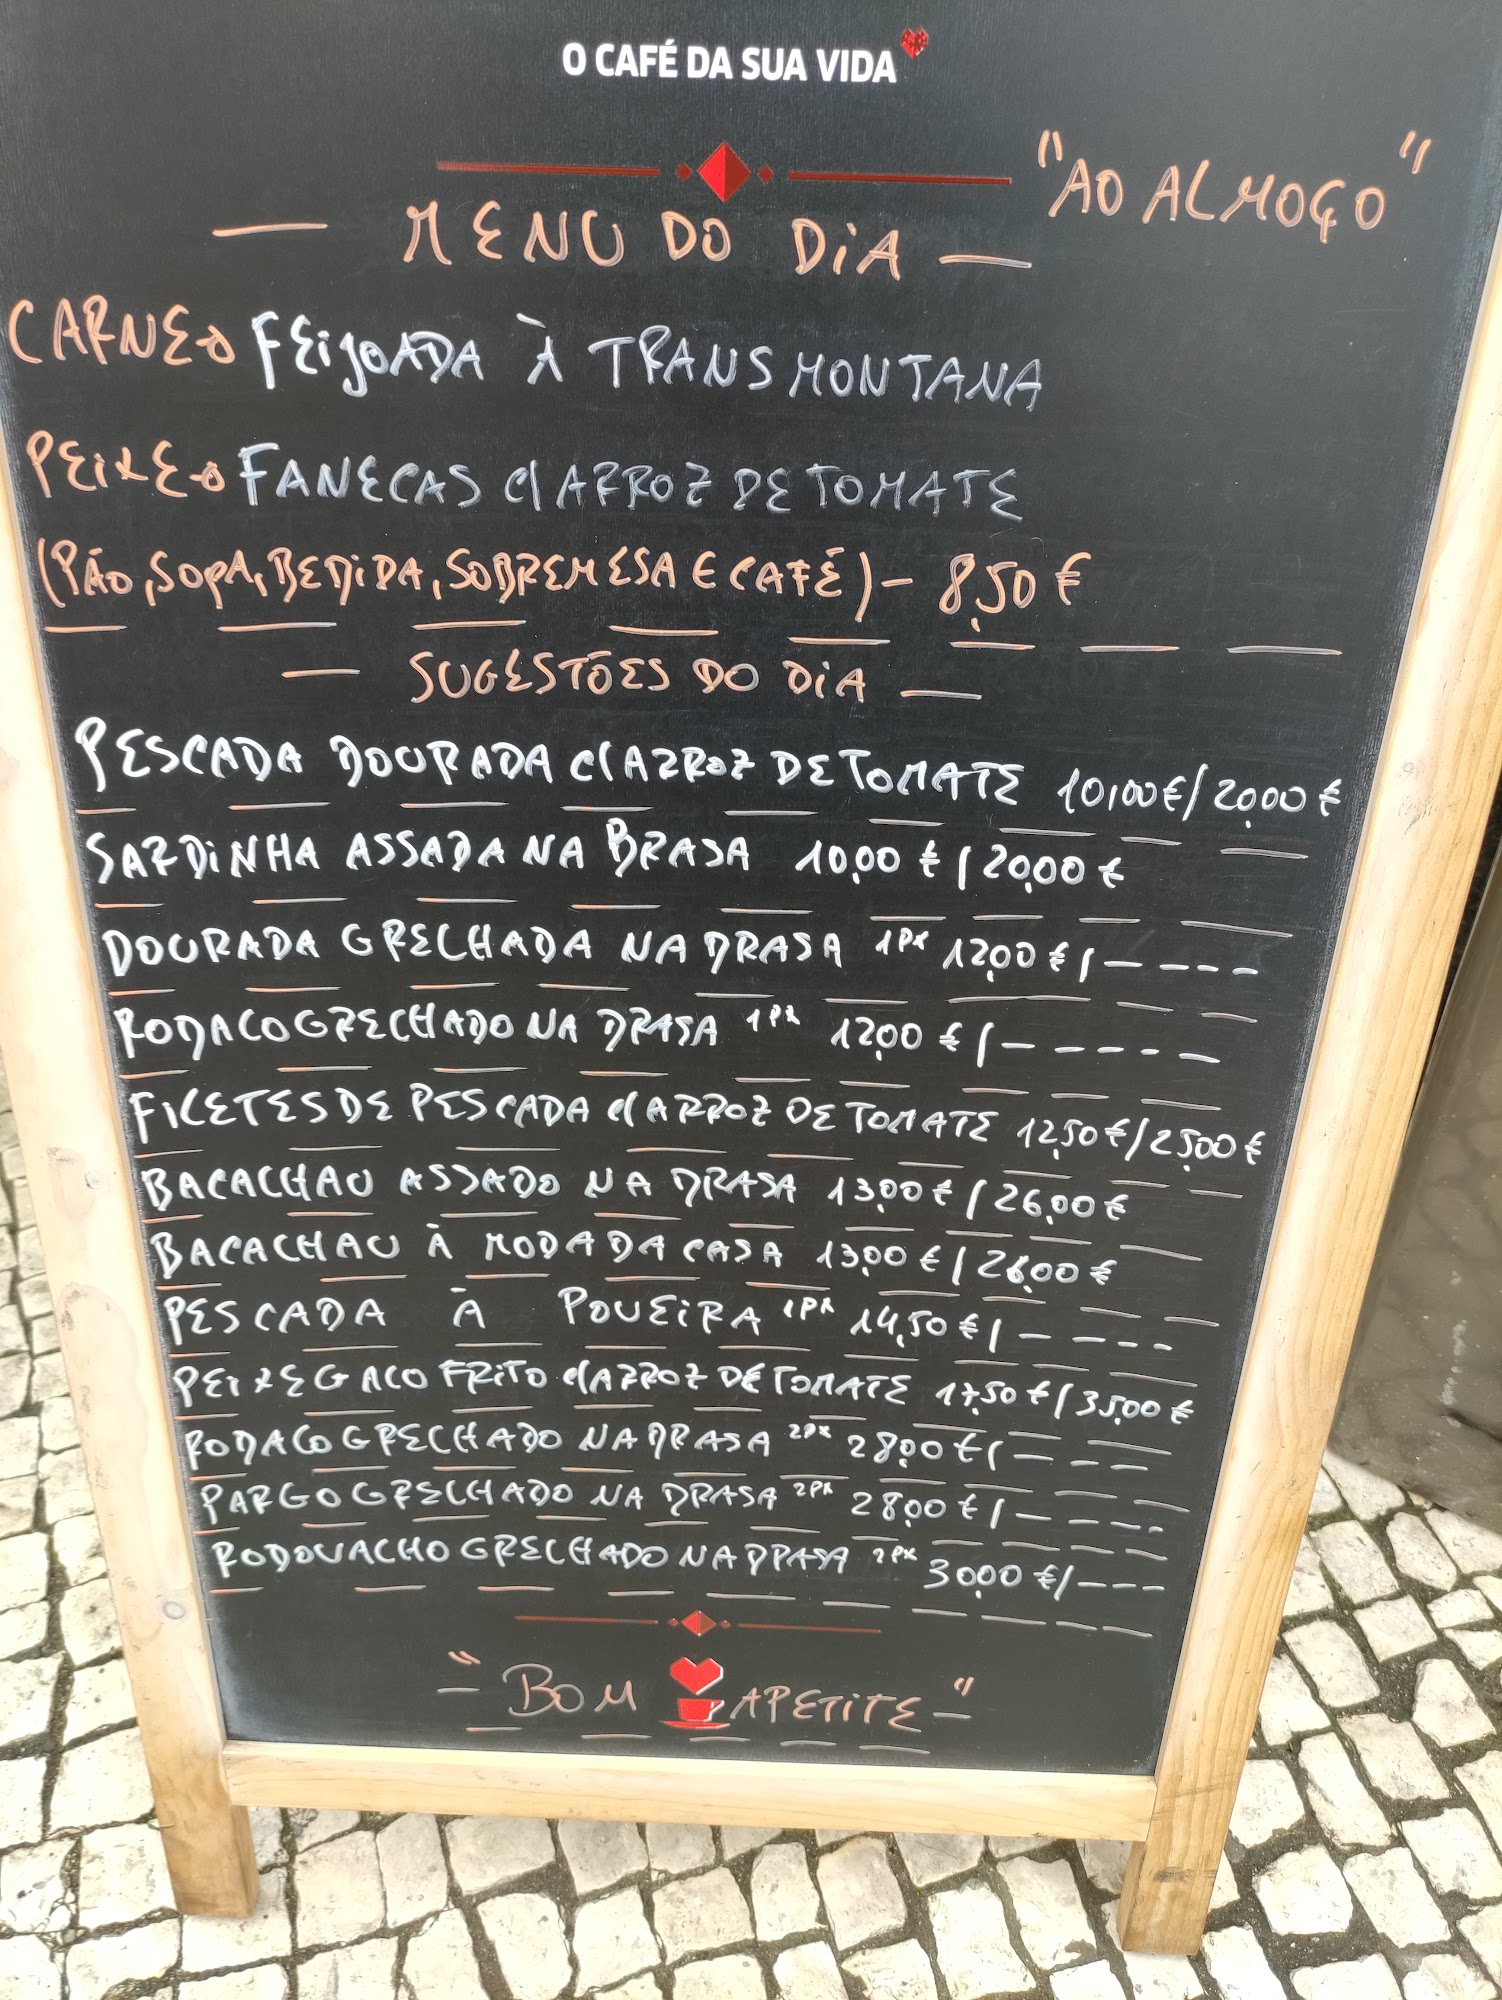 O CAFÉ DA SUA VIDA
"AO ALMOÇO"
— MENU DO DIA —
CARNE→ FEIJOADA À TRANSMONTANA
PEIXE→ FANECAS C/ ARROZ DE TOMATE
(PÃO, SOPA, BEBIDA, SOBREMESA E CAFÉ) - 8,50 €
— SUGESTÕES DO DIA —
PESCADA DOURADA C/ ARROZ DE TOMATE 10,00 € / 20,00 €
SARDINHA ASSADA NA BRASA 10,00 € / 20,00 €
DOURADA GRELHADA NA BRASA 1PX 12,00 € / - - - - -
ROBALO GRELHADO NA BRASA 1PX 12,00 € / - - - - - -
FILETES DE PESCADA C/ ARROZ DE TOMATE 12,50 € / 25,00 €
BACALHAU ASSADO NA BRASA 13,00 € / 26,00 €
BACALHAU À MODA DA CASA 13,00 € / 26,00 €
PESCADA À POVEIRA 1PX 14,50 € / - - - - -
PEIXE GALO FRITO C/ ARROZ DE TOMATE 17,50 € / 35,00 €
ROBALO GRELHADO NA BRASA 2PX 28,00 € / - - - -
PARGO GRELHADO NA BRASA 2PX 28,00 € / - - - - -
RODOVALHO GRELHADO NA BRASA 2PX 30,00 € / - - -
"- BOM APETITE -"